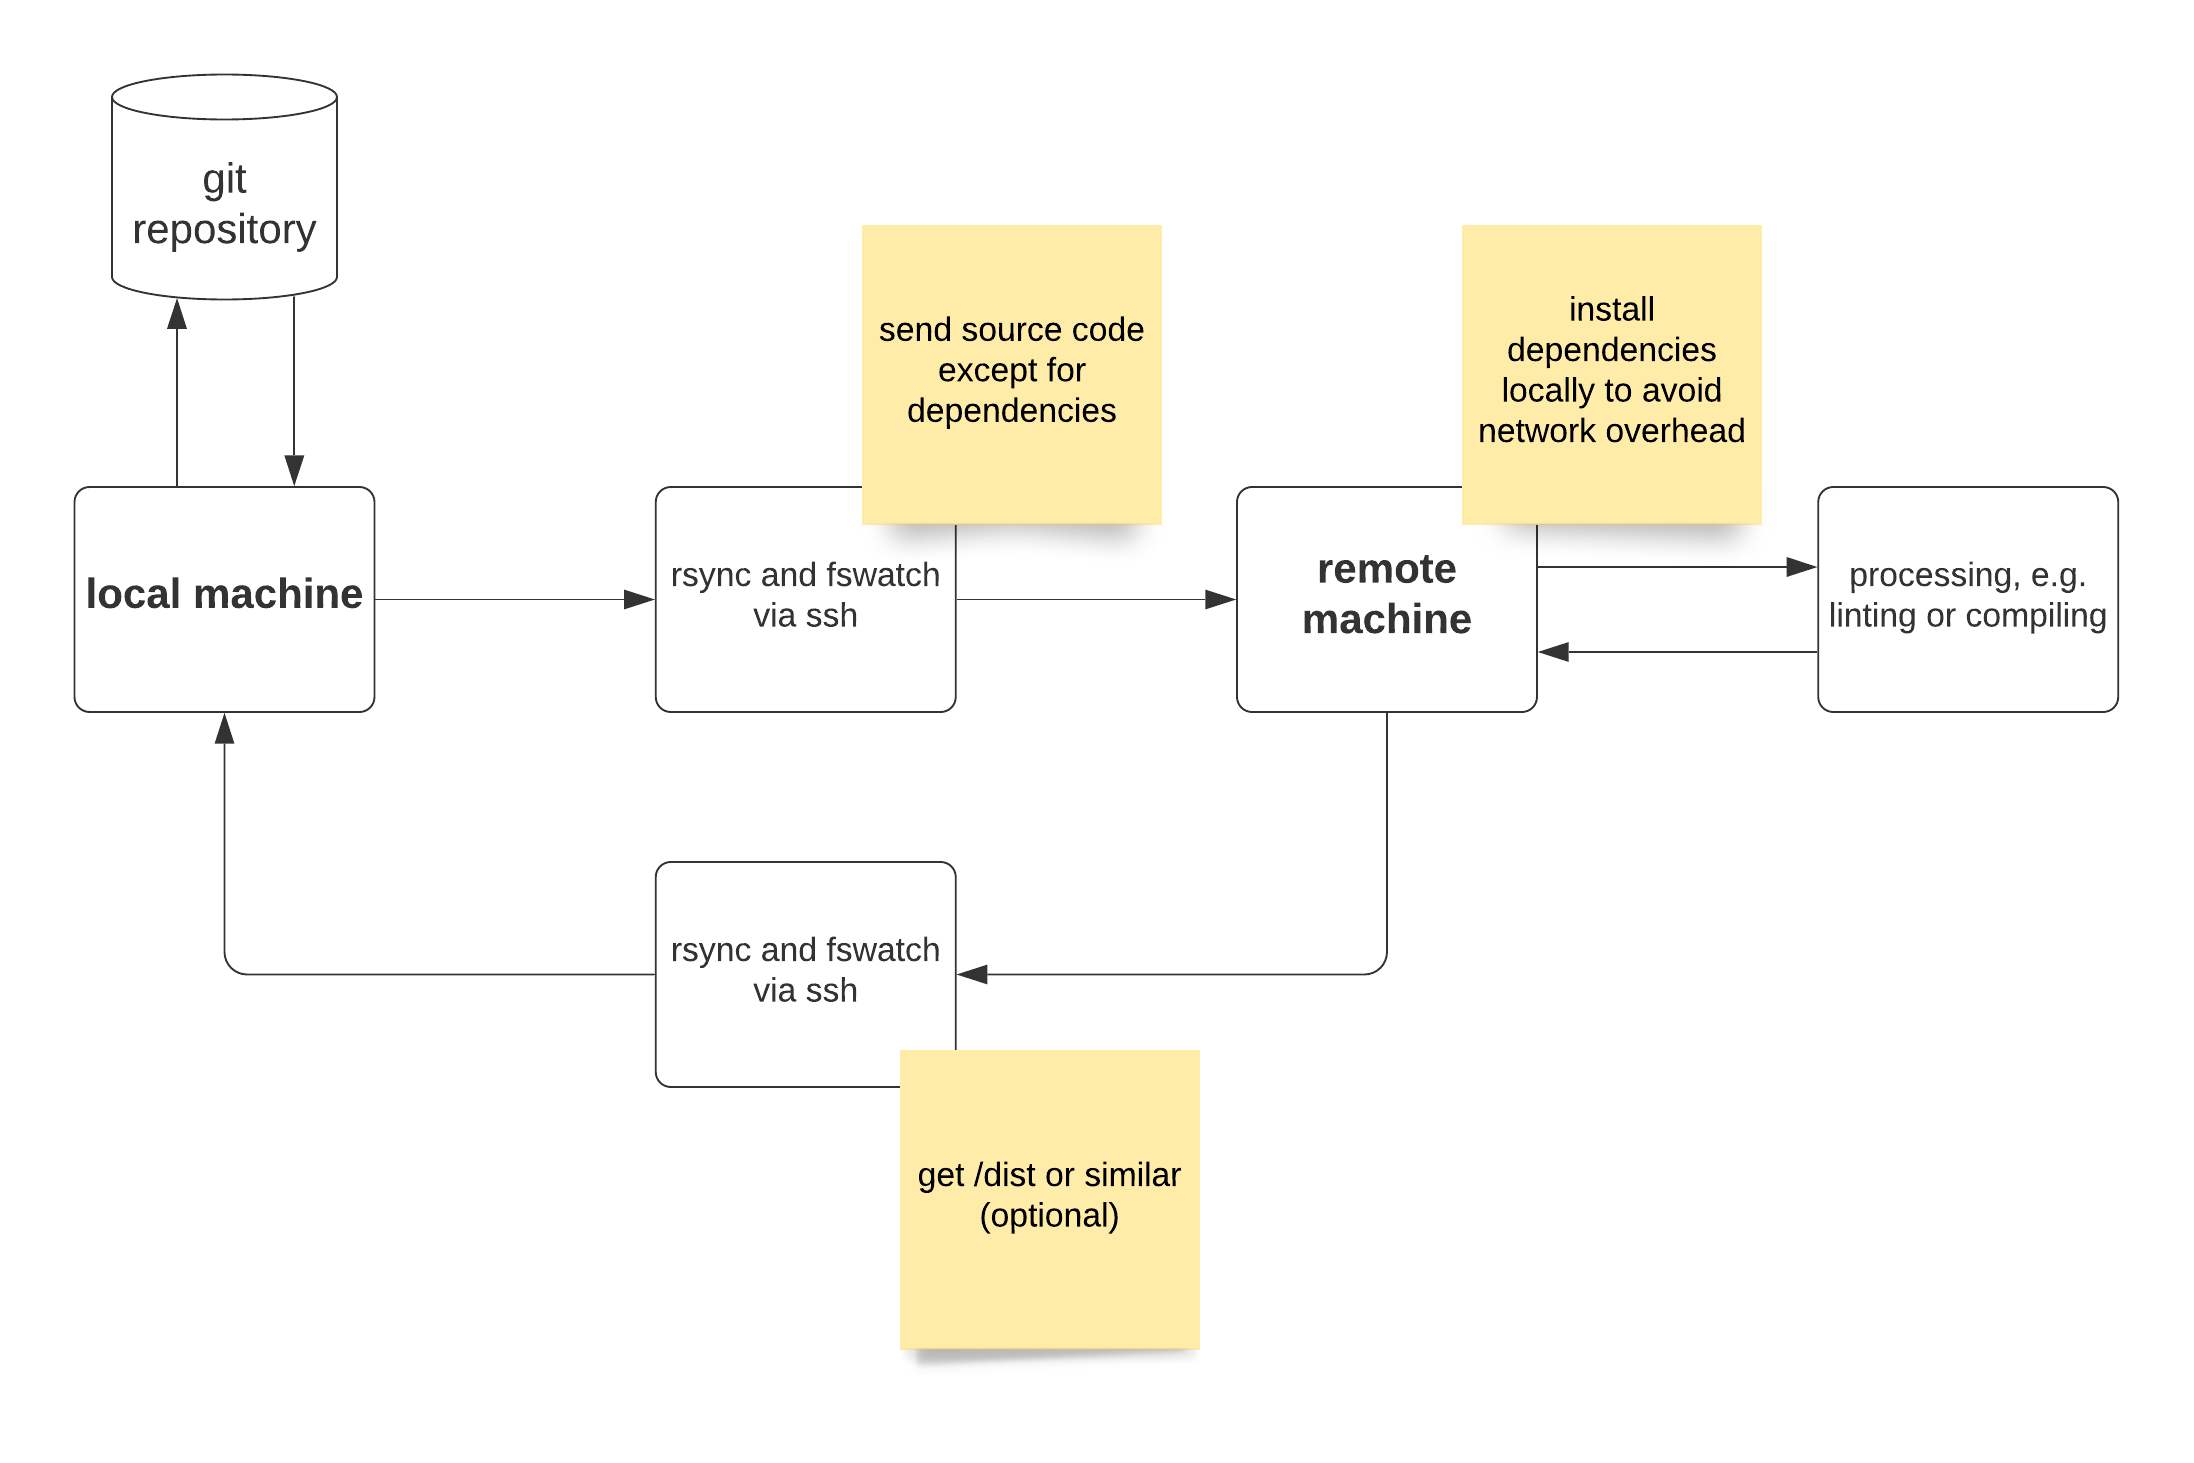 git
repository
send source code
except for
dependencies
install
dependencies
locally to avoid
network overhead
local machine
rsync and fswatch
via ssh
remote
machine
processing, e.g.
linting or compiling
rsync and fswatch
via ssh
get /dist or similar
(optional)